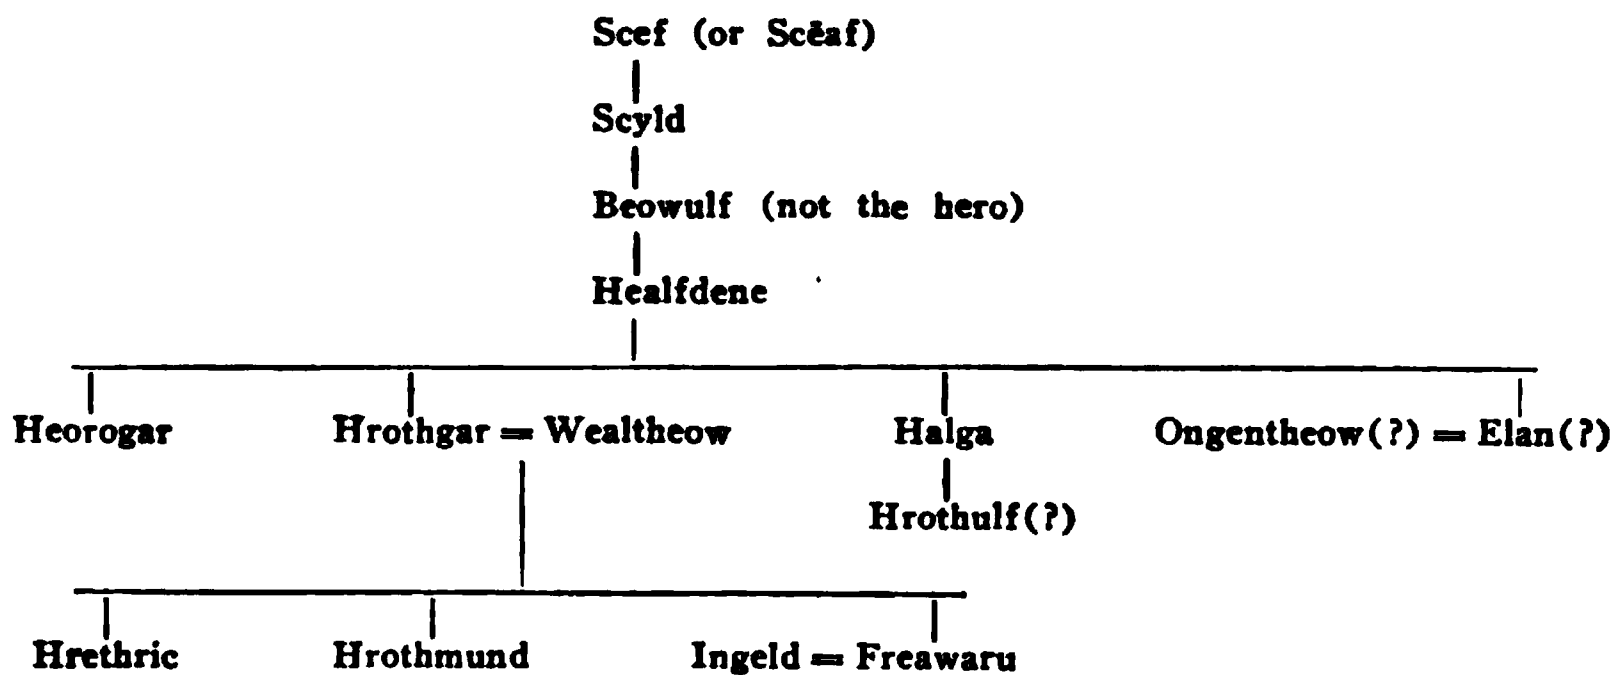 Scef (or Scēaf)
Scyld
Beowulf (not the hero)
Healfdene
Heorogar Hrothgar = Wealtheow Halga Ongentheow(?) = Elan(?)
Hrothulf(?)
Hrethric Hrothmund Ingeld = Freawaru